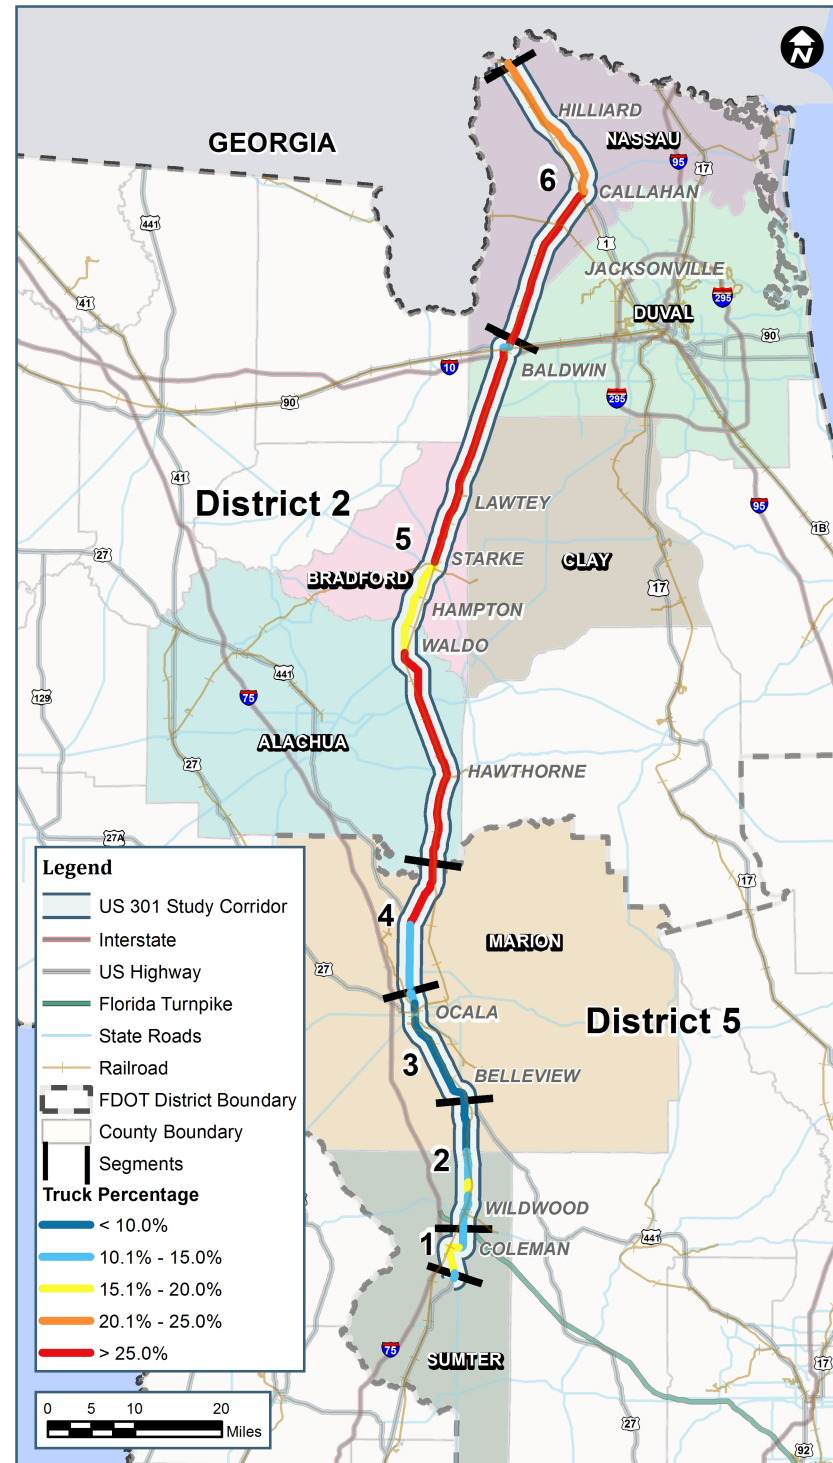 N
HILLIARD
GEORGIA
NASSAU
95
17
6
CALLAHAN
441
1
JACKSONVILLE
295
41
DUVAL
90
10
BALDWIN
90
295
41
District 2
LAWTEY
95
1B
5
STARKE
27
CLAY
BRADFORD
17
HAMPTON
WALDO
441
129
75
ALACHUA
27
HAWTHORNE
27A
17
4
MARION
27
OCALA
District 5
3
BELLEVIEW
2
WILDWOOD
1
COLEMAN
441
75
SUMTER
17
27
92
Legend
US 301 Study Corridor
Interstate
US Highway
Florida Turnpike
State Roads
Railroad
FDOT District Boundary
County Boundary
Segments
Truck Percentage
< 10.0%
10.1% - 15.0%
15.1% - 20.0%
20.1% - 25.0%
> 25.0%
0 5 10 20
Miles